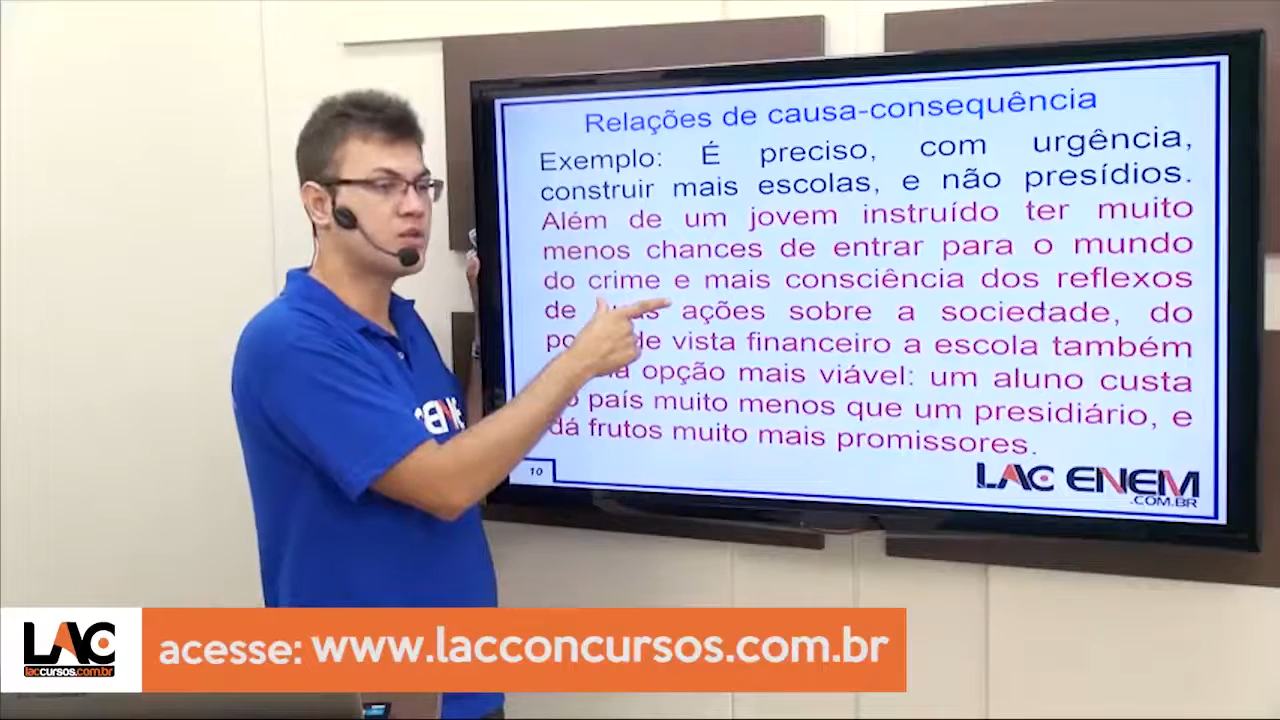 Relações de causa-consequência
Exemplo: É preciso, com urgência,
construir mais escolas, e não presídios.
Além de um jovem instruído ter muito
menos chances de entrar para o mundo
do crime e mais consciência dos reflexos
de ações sobre a sociedade, do
de vista financeiro a escola também
opção mais viável: um aluno custa
país muito menos que um presidiário, e
dá frutos muito mais promissores.
10
LAC ENEM
.COM.BR
LAC
laccursos.com.br
acesse: www.lacconcursos.com.br